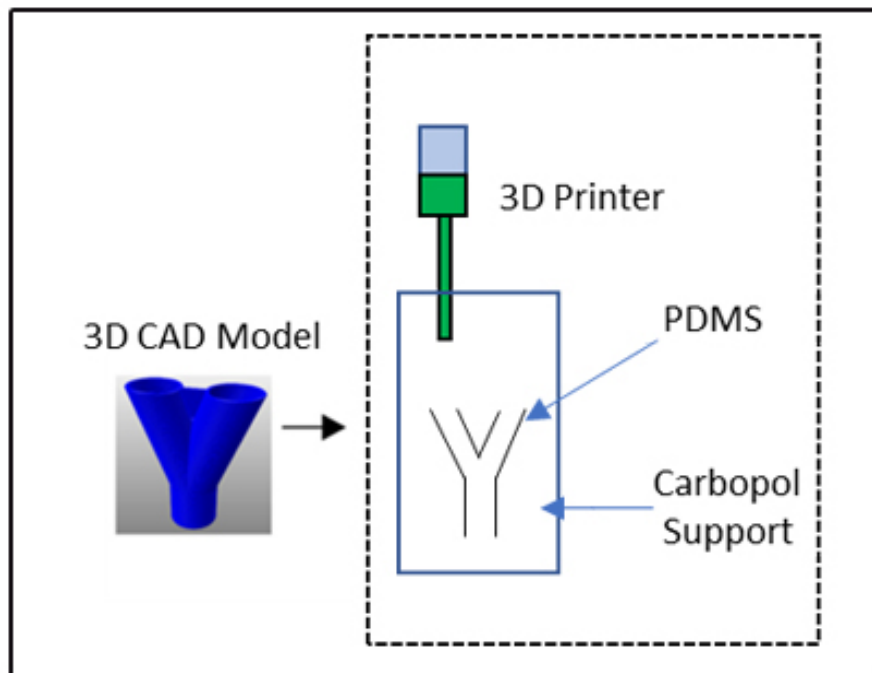 3D Printer
PDMS
3D CAD Model
Carbopol
Support